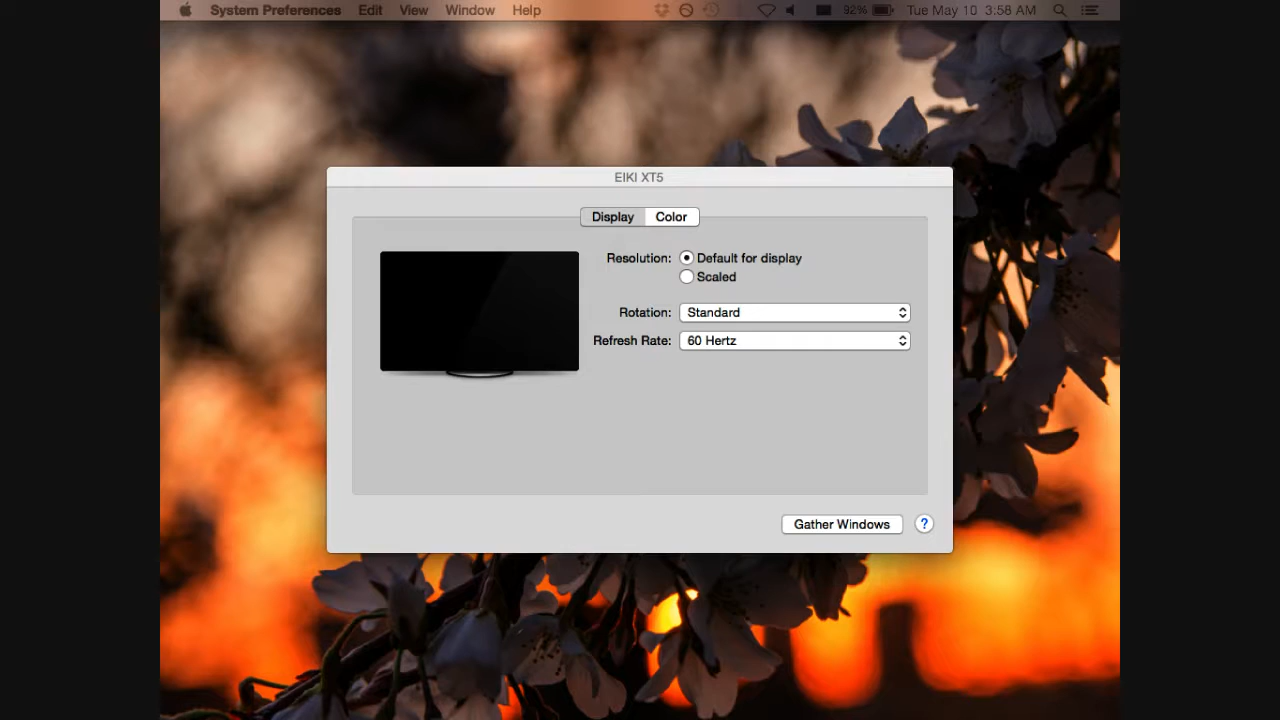 System Preferences Edit View Window Help 92% Tue May 10 3:58 AM
EIKI XT5
Display Color
Resolution: Default for display
Scaled
Rotation: Standard
Refresh Rate: 60 Hertz
Gather Windows ?